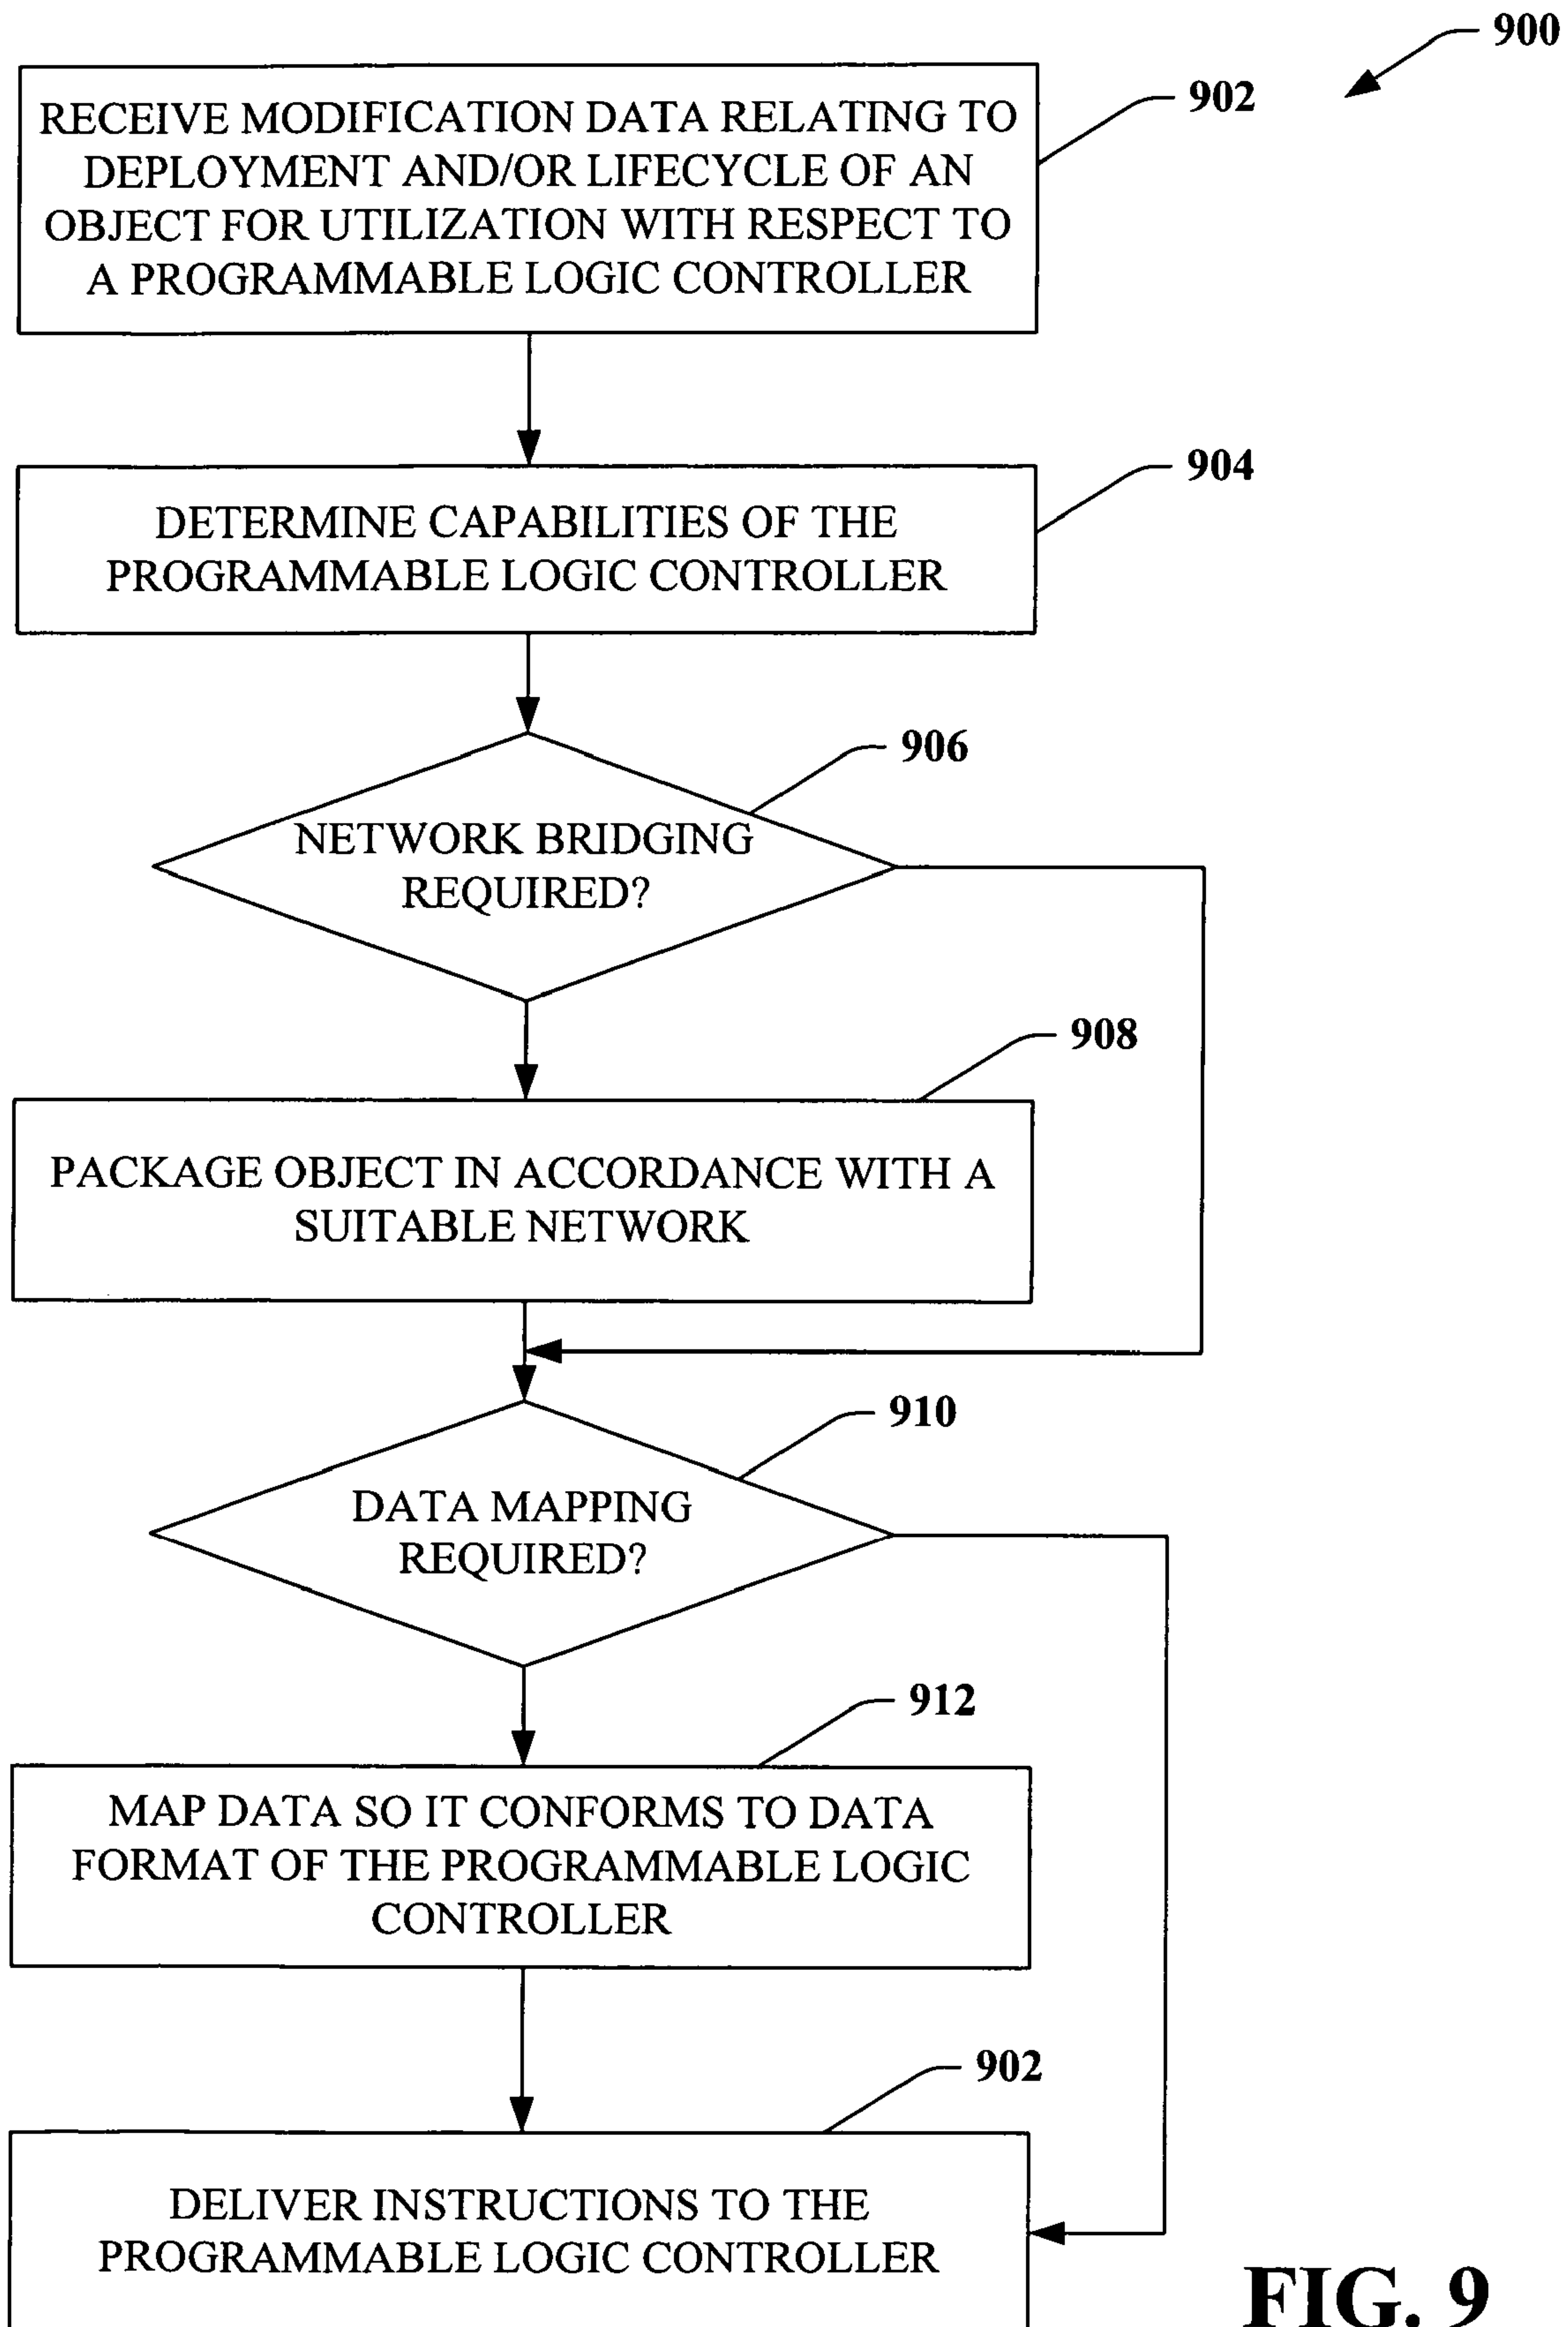 900
902
RECEIVE MODIFICATION DATA RELATING TO
DEPLOYMENT AND/OR LIFECYCLE OF AN
OBJECT FOR UTILIZATION WITH RESPECT TO
A PROGRAMMABLE LOGIC CONTROLLER
904
DETERMINE CAPABILITIES OF THE
PROGRAMMABLE LOGIC CONTROLLER
906
NETWORK BRIDGING
REQUIRED?
908
PACKAGE OBJECT IN ACCORDANCE WITH A
SUITABLE NETWORK
910
DATA MAPPING
REQUIRED?
912
MAP DATA SO IT CONFORMS TO DATA
FORMAT OF THE PROGRAMMABLE LOGIC
CONTROLLER
902
DELIVER INSTRUCTIONS TO THE
PROGRAMMABLE LOGIC CONTROLLER
FIG. 9